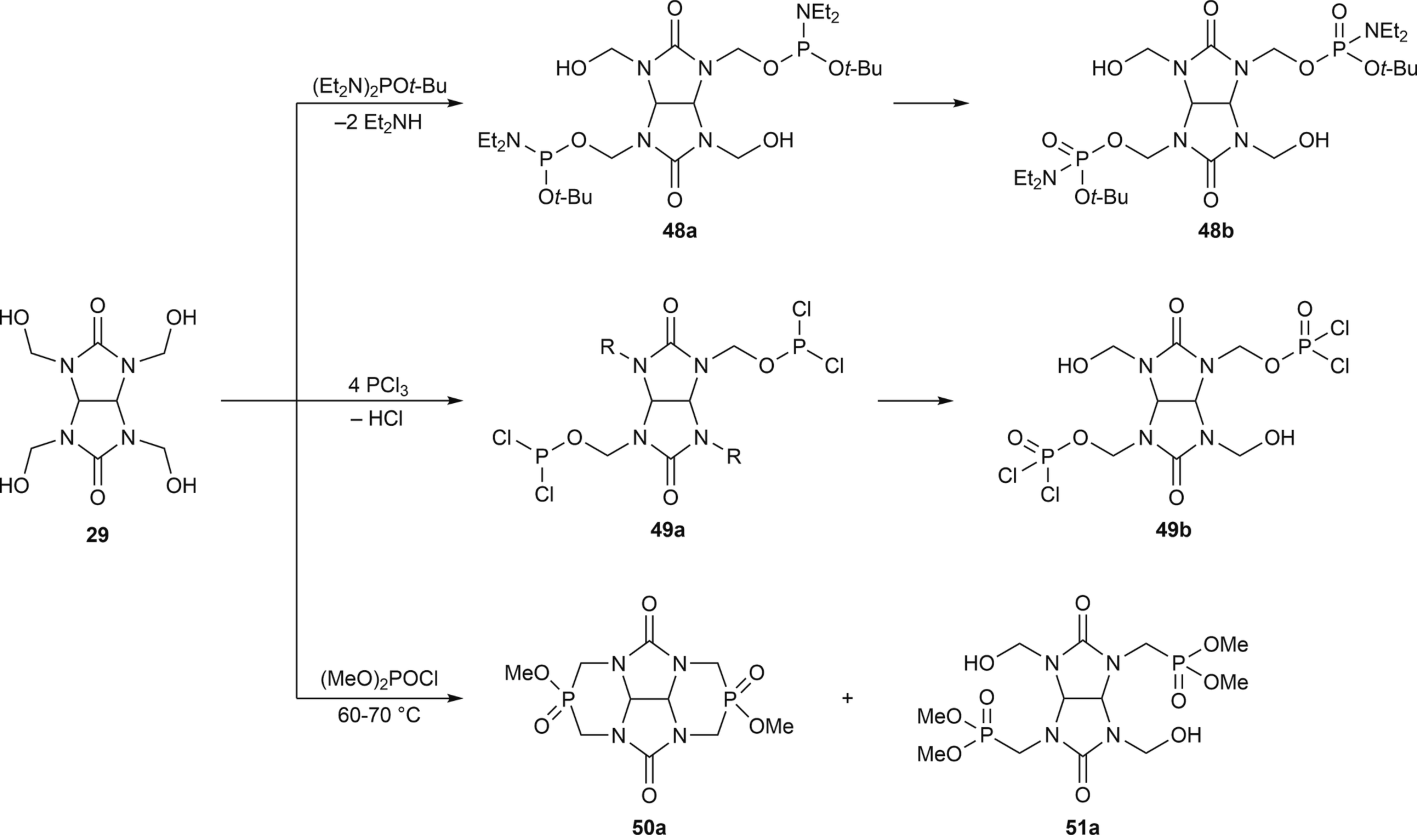 (Et2N)2POt-Bu
–2 Et2NH
O
NEt2
HO
N
N
O
P
Ot-Bu
Et2N
P
O
N
N
OH
Ot-Bu
O
48a
O
O
HO
N
N
O
P
NEt2
Ot-Bu
O
P
O
N
N
OH
Et2N
Ot-Bu
O
48b
HO
O
OH
N
N
N
N
HO
O
OH
29
4 PCl3
– HCl
O
Cl
R
N
N
O
P
Cl
Cl
P
O
N
N
R
Cl
O
49a
O
O
HO
N
N
O
P
Cl
Cl
O
P
O
N
N
OH
Cl
Cl
O
49b
(MeO)2POCl
60-70 °C
O
MeO
P
O
N
N
N
N
P
O
OMe
O
50a
+
O
HO
N
N
P
OMe
OMe
O
MeO
O
P
MeO
N
N
OH
O
51a